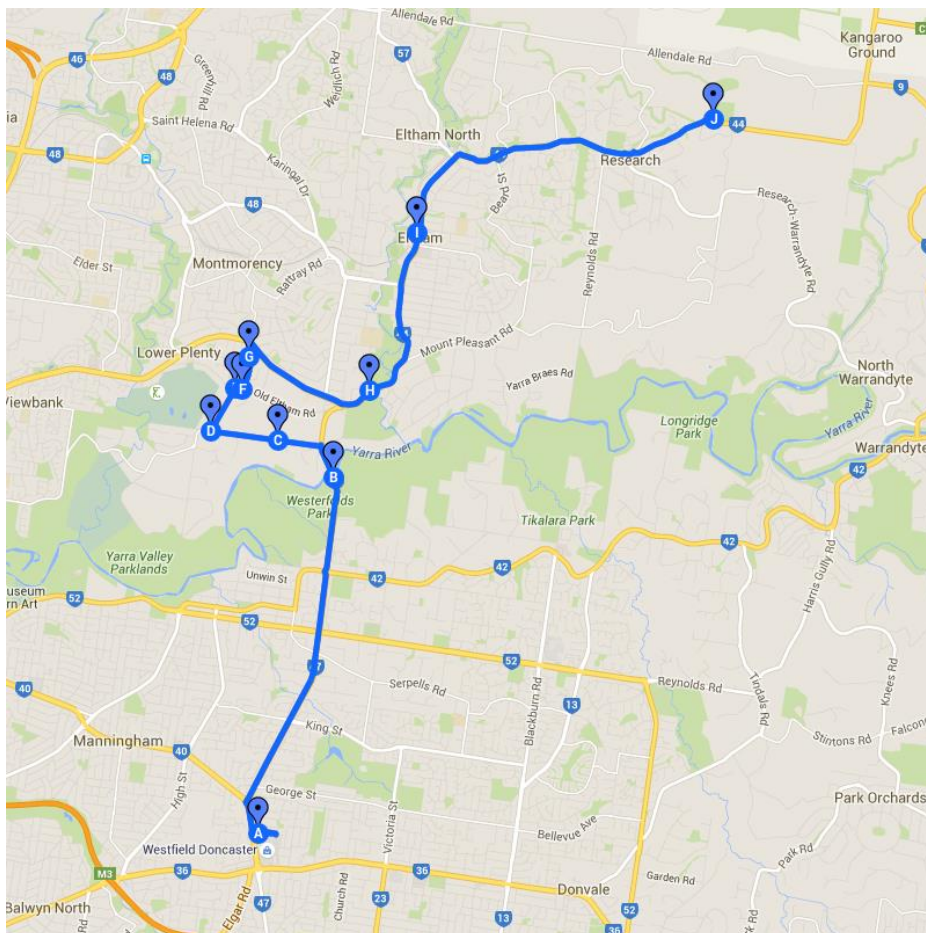 Allendale Rd
Kangaroo
Ground
C
46
57
Allendale Rd
48
Greenhill Rd
Weidlich Rd
9
Saint Helena Rd
Eltham North
J
44
48
Research
Karingal Dr
Bear St
48
I
Eltham
Research-Warrandyte Rd
Elder St
Montmorency
Rattray Rd
Reynolds Rd
Mount Pleasant Rd
Lower Plenty
G
North
Warrandyte
Yarra Braes Rd
F
H
Viewbank
Old Eltham Rd
Longridge
Park
Yarra River
D
C
Yarra River
Warrandyte
B
42
Westerfolds
Park
Tikalara Park
42
Yarra Valley
Parklands
Unwin St
42
42
Harris Gully Rd
52
52
52
Reynolds Rd
Serpells Rd
Knees Rd
40
13
Tindals Rd
King St
Blackburn Rd
Stintons Rd
Manningham
40
High St
George St
Victoria St
Park Orchards
A
Bellevue Ave
Westfield Doncaster
Park Rd
M3
36
36
Garden Rd
Donvale
Balwyn North
Elgar Rd
47
Church Rd
23
13
52
36